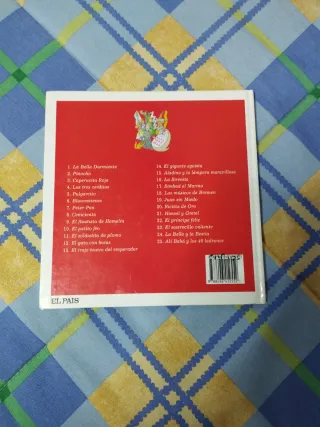 1. La Bella Durmiente
2. Pinocho
3. Caperucita Roja
4. Los tres cerditos
5. Pulgarcito
6. Blancanieves
7. Peter Pan
8. Cenicienta
9. El flautista de Hamelín
10. El patito feo
11. El soldadito de plomo
12. El gato con botas
13. El traje nuevo del emperador
14. El gigante egoísta
15. Aladino y la lámpara maravillosa
16. La Sirenita
17. Simbad el Marino
18. Los músicos de Bremen
19. Juan sin Miedo
20. Ricitos de Oro
21. Hansel y Gretel
22. El príncipe feliz
23. El sastrecillo valiente
24. La Bella y la Bestia
25. Alí Babá y los 40 ladrones
EL PAIS